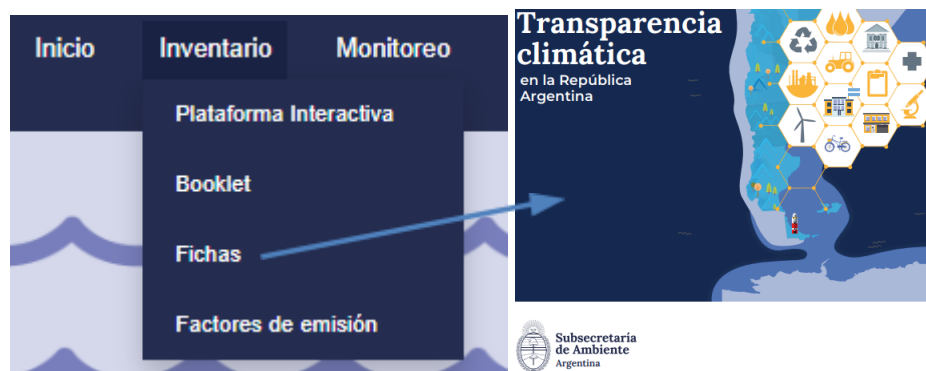 Inicio
Inventario
Monitoreo
Plataforma Interactiva
Booklet
Fichas
Factores de emisión
Transparencia
climática
en la República
Argentina
Subsecretaría
de Ambiente
Argentina